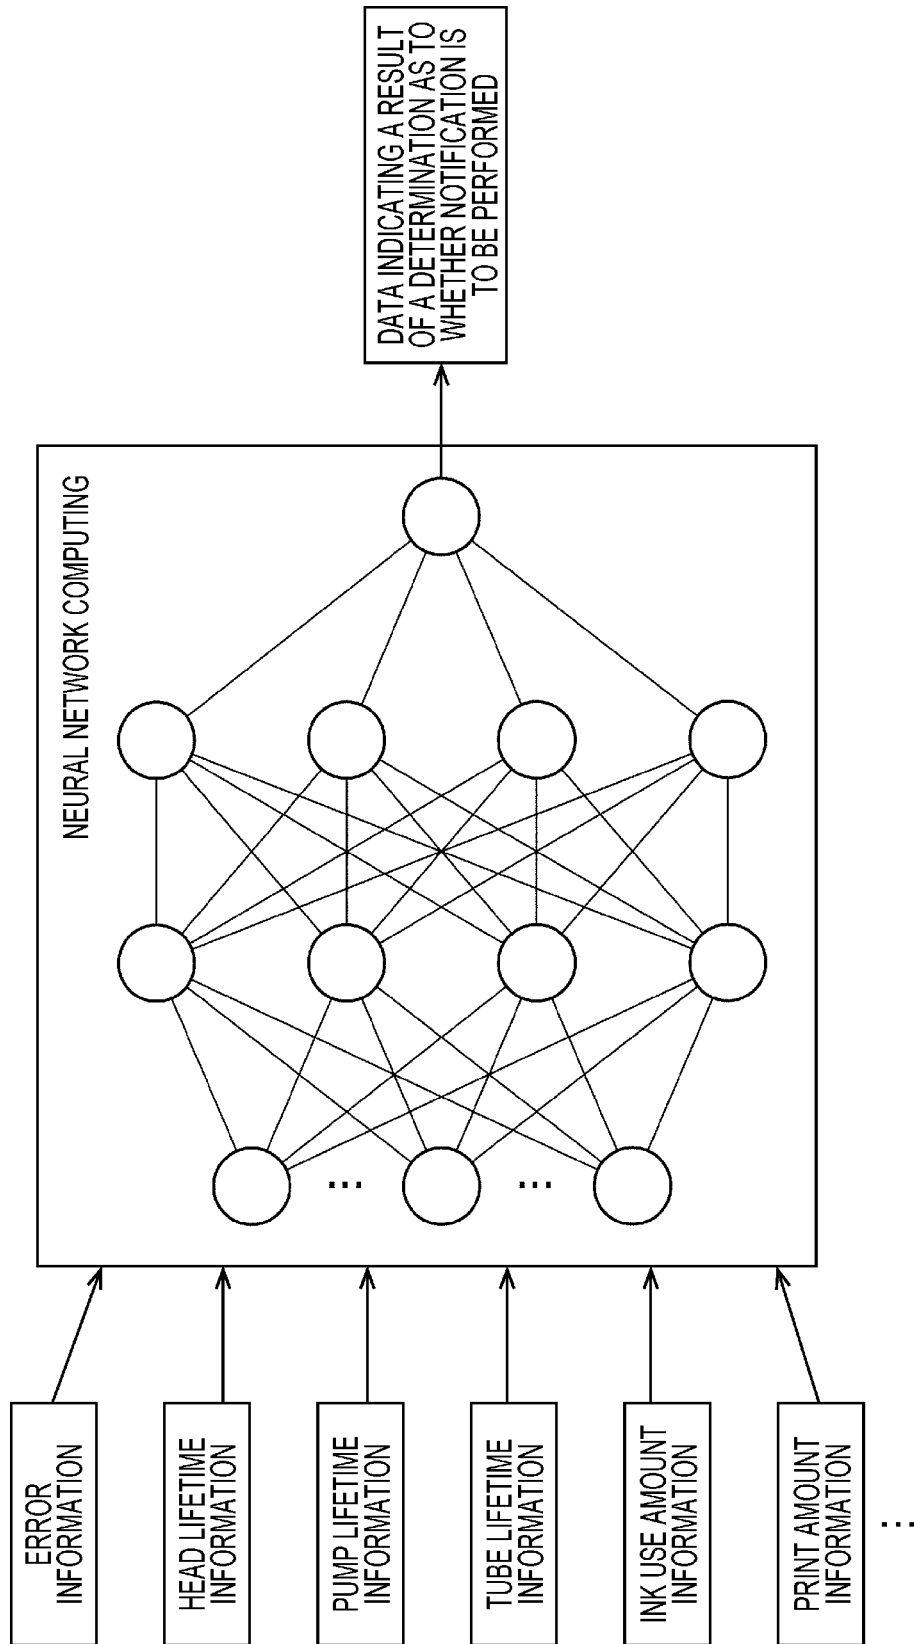 ERROR
INFORMATION
HEAD LIFETIME
INFORMATION
PUMP LIFETIME
INFORMATION
TUBE LIFETIME
INFORMATION
INK USE AMOUNT
INFORMATION
PRINT AMOUNT
INFORMATION
...
NEURAL NETWORK COMPUTING
...
...
DATA INDICATING A RESULT
OF A DETERMINATION AS TO
WHETHER NOTIFICATION IS
TO BE PERFORMED